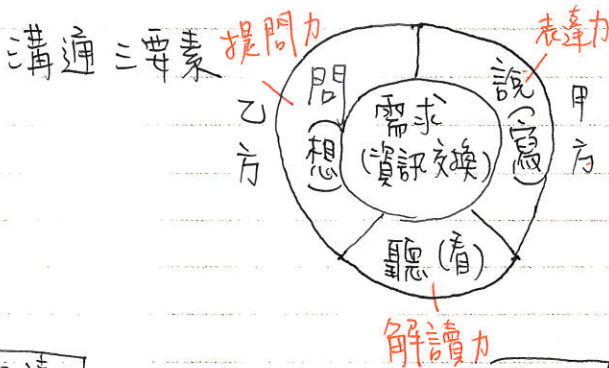 溝通三要素
提問力
表達力
乙方
問(想)
需求
(資訊交換)
說(寫)
甲方
聽(看)
解讀力